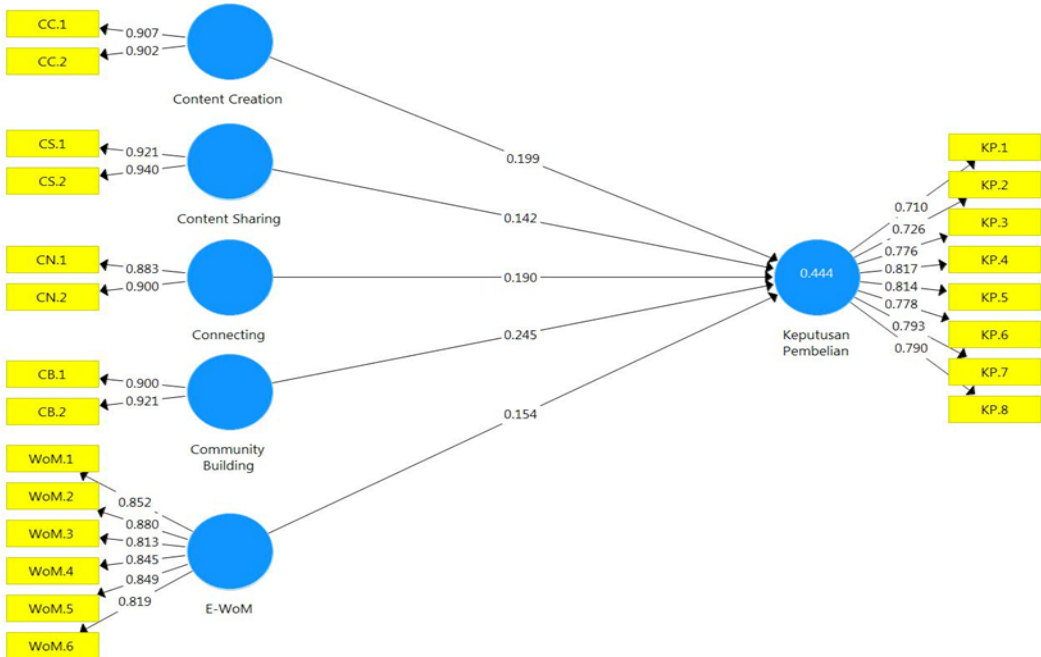 CC.1
0.907
CC.2
0.902
Content Creation
0.199
CS.1
0.921
CS.2
0.940
Content Sharing
0.142
CN.1
0.883
CN.2
0.900
Connecting
0.190
CB.1
0.900
CB.2
0.921
Community
Building
0.245
WoM.1
0.852
WoM.2
0.880
WoM.3
0.813
WoM.4
0.845
WoM.5
0.849
WoM.6
0.819
E-WoM
0.154
0.444
Keputusan
Pembelian
KP.1
0.710
KP.2
0.726
KP.3
0.776
KP.4
0.817
KP.5
0.814
KP.6
0.778
KP.7
0.793
KP.8
0.790